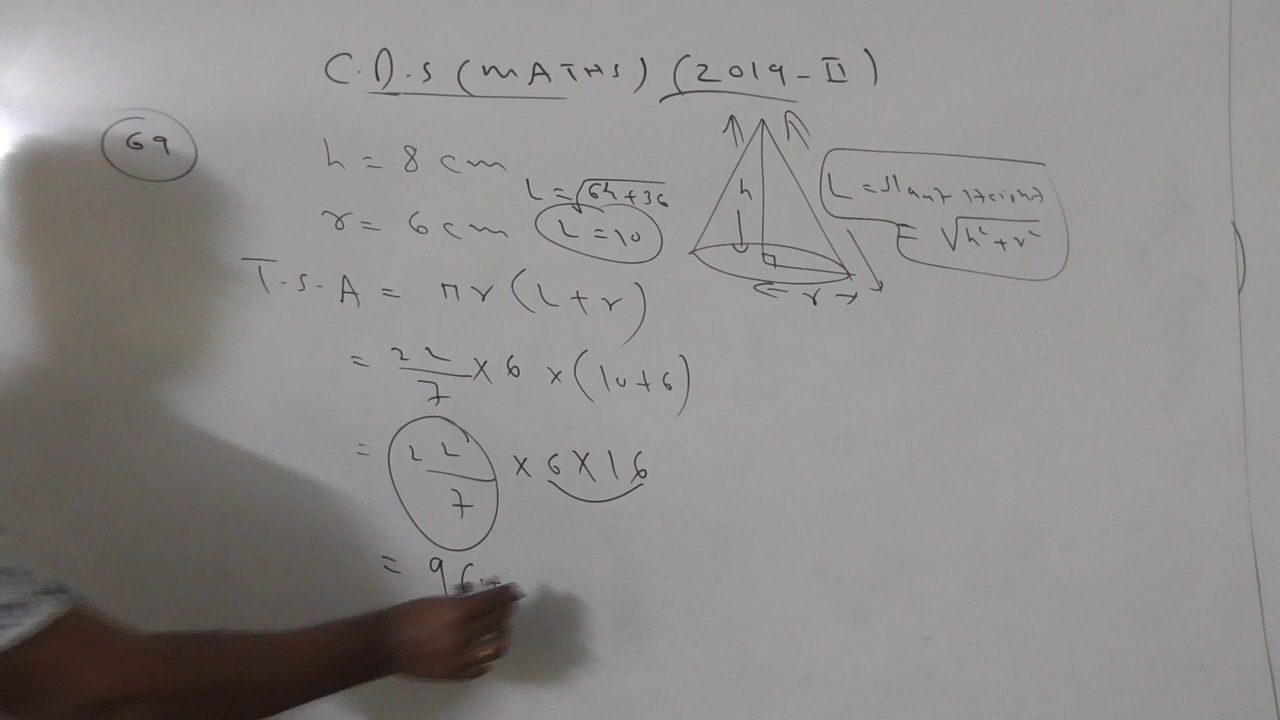 C.D.S (MATHS) (2019-II)
69
h = 8 cm
L = √64+36
r = 6 cm
L = 10
h
L = Slant Height
= √h²+r²
r
T.S.A = πr(L+r)
= 22/7 × 6 × (10+6)
= 22/7 × 6 × 16
= 96π